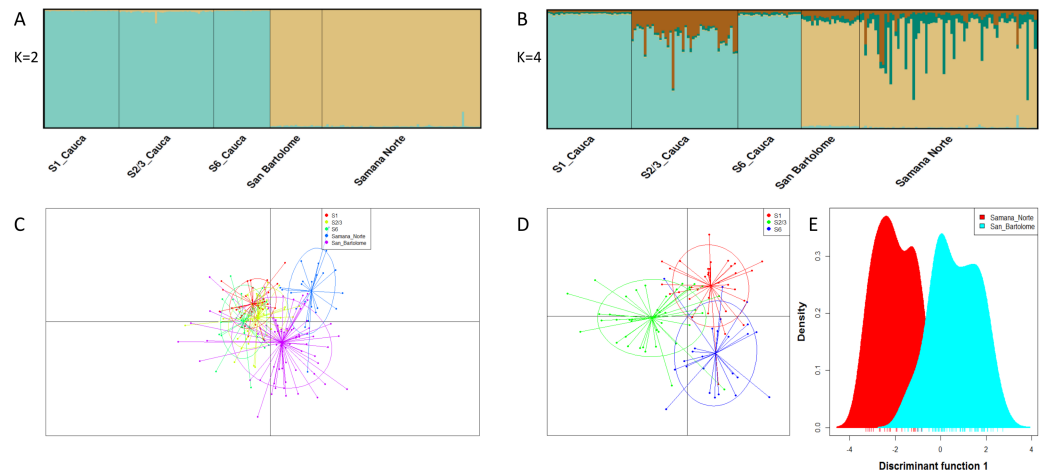 A
K=2
S1_Cauca
S2/3_Cauca
S6_Cauca
San Bartolome
Samana Norte
B
K=4
S1_Cauca
S2/3_Cauca
S6_Cauca
San Bartolome
Samana Norte
C
S1
S2/3
S6
Samana_Norte
San_Bartolome
D
S1
S2/3
S6
E
Samana_Norte
San_Bartolome
Density
0.3
0.2
0.1
0.0
-4
-2
0
2
4
Discriminant function 1